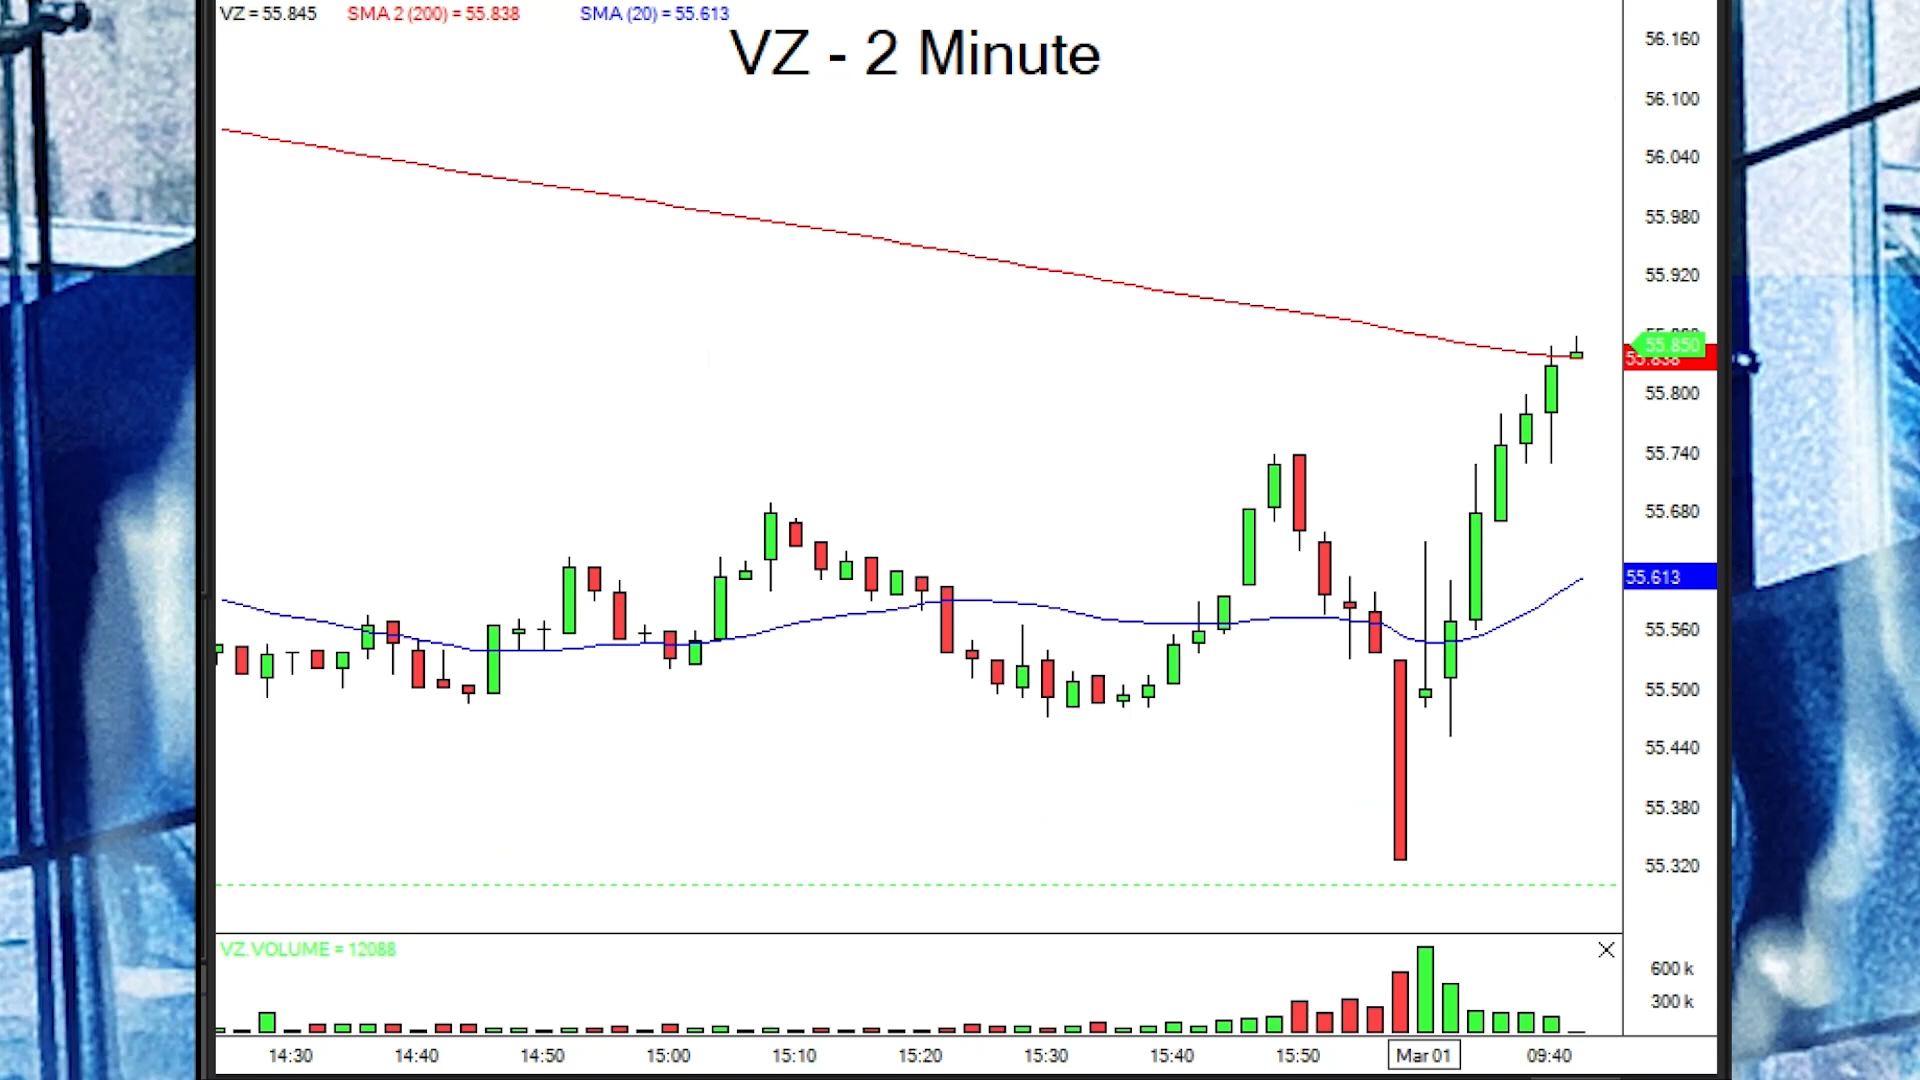 VZ = 55.845 SMA 2 (200) = 55.838 SMA (20) = 55.613
VZ - 2 Minute
56.160
56.100
56.040
55.980
55.920
55.850
55.838
55.800
55.740
55.680
55.613
55.560
55.500
55.440
55.380
55.320
VZ.VOLUME = 12088
600 k
300 k
14:30 14:40 14:50 15:00 15:10 15:20 15:30 15:40 15:50 Mar 01 09:40